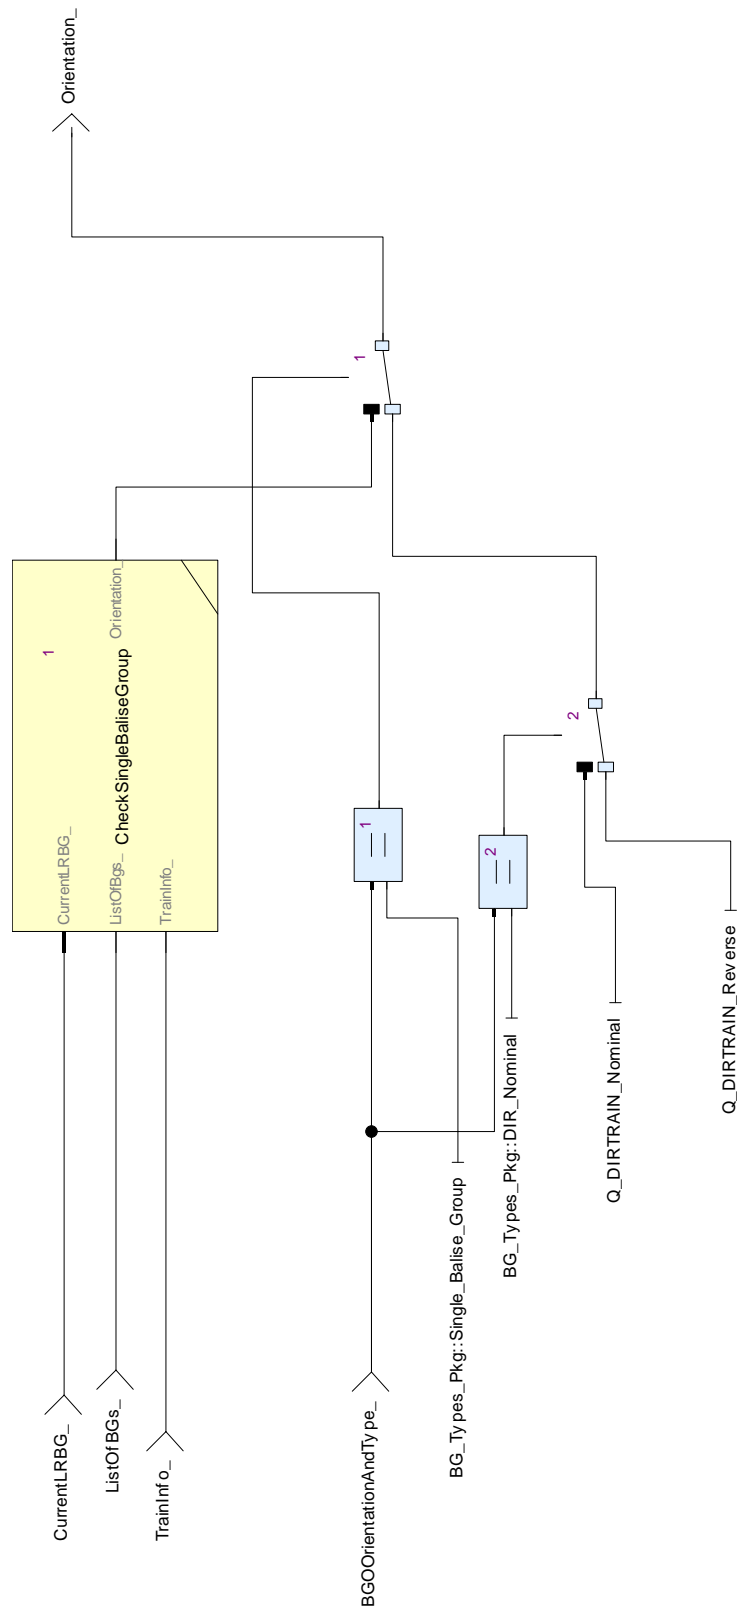 Orientation_
1
1
CheckSingleBaliseGroup
Orientation_
CurrentLRBG_
ListOfBgs_
TrainInfo_
2
1
2
CurrentLRBG_
ListOfBGs_
TrainInfo_
BGOOrientationAndType_
BG_Types_Pkg::Single_Balise_Group
BG_Types_Pkg::DIR_Nominal
Q_DIRTRAIN_Nominal
Q_DIRTRAIN_Reverse